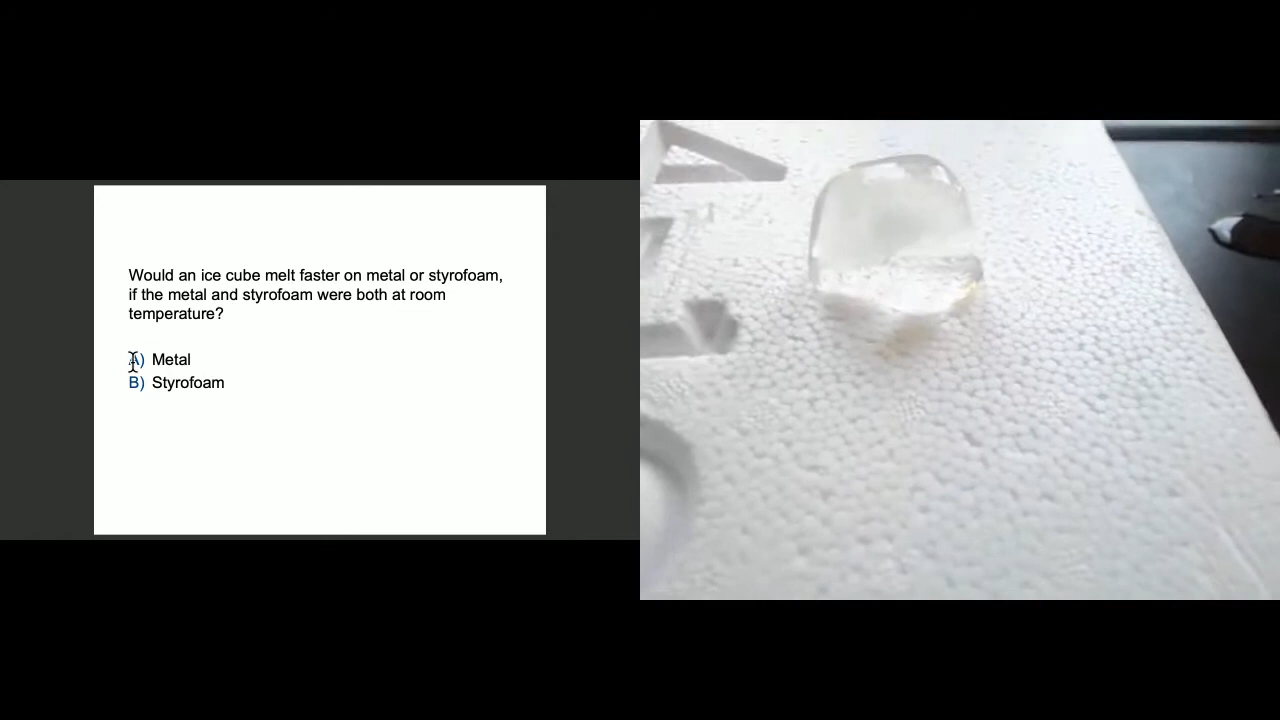 Would an ice cube melt faster on metal or styrofoam,
if the metal and styrofoam were both at room
temperature?
A) Metal
B) Styrofoam